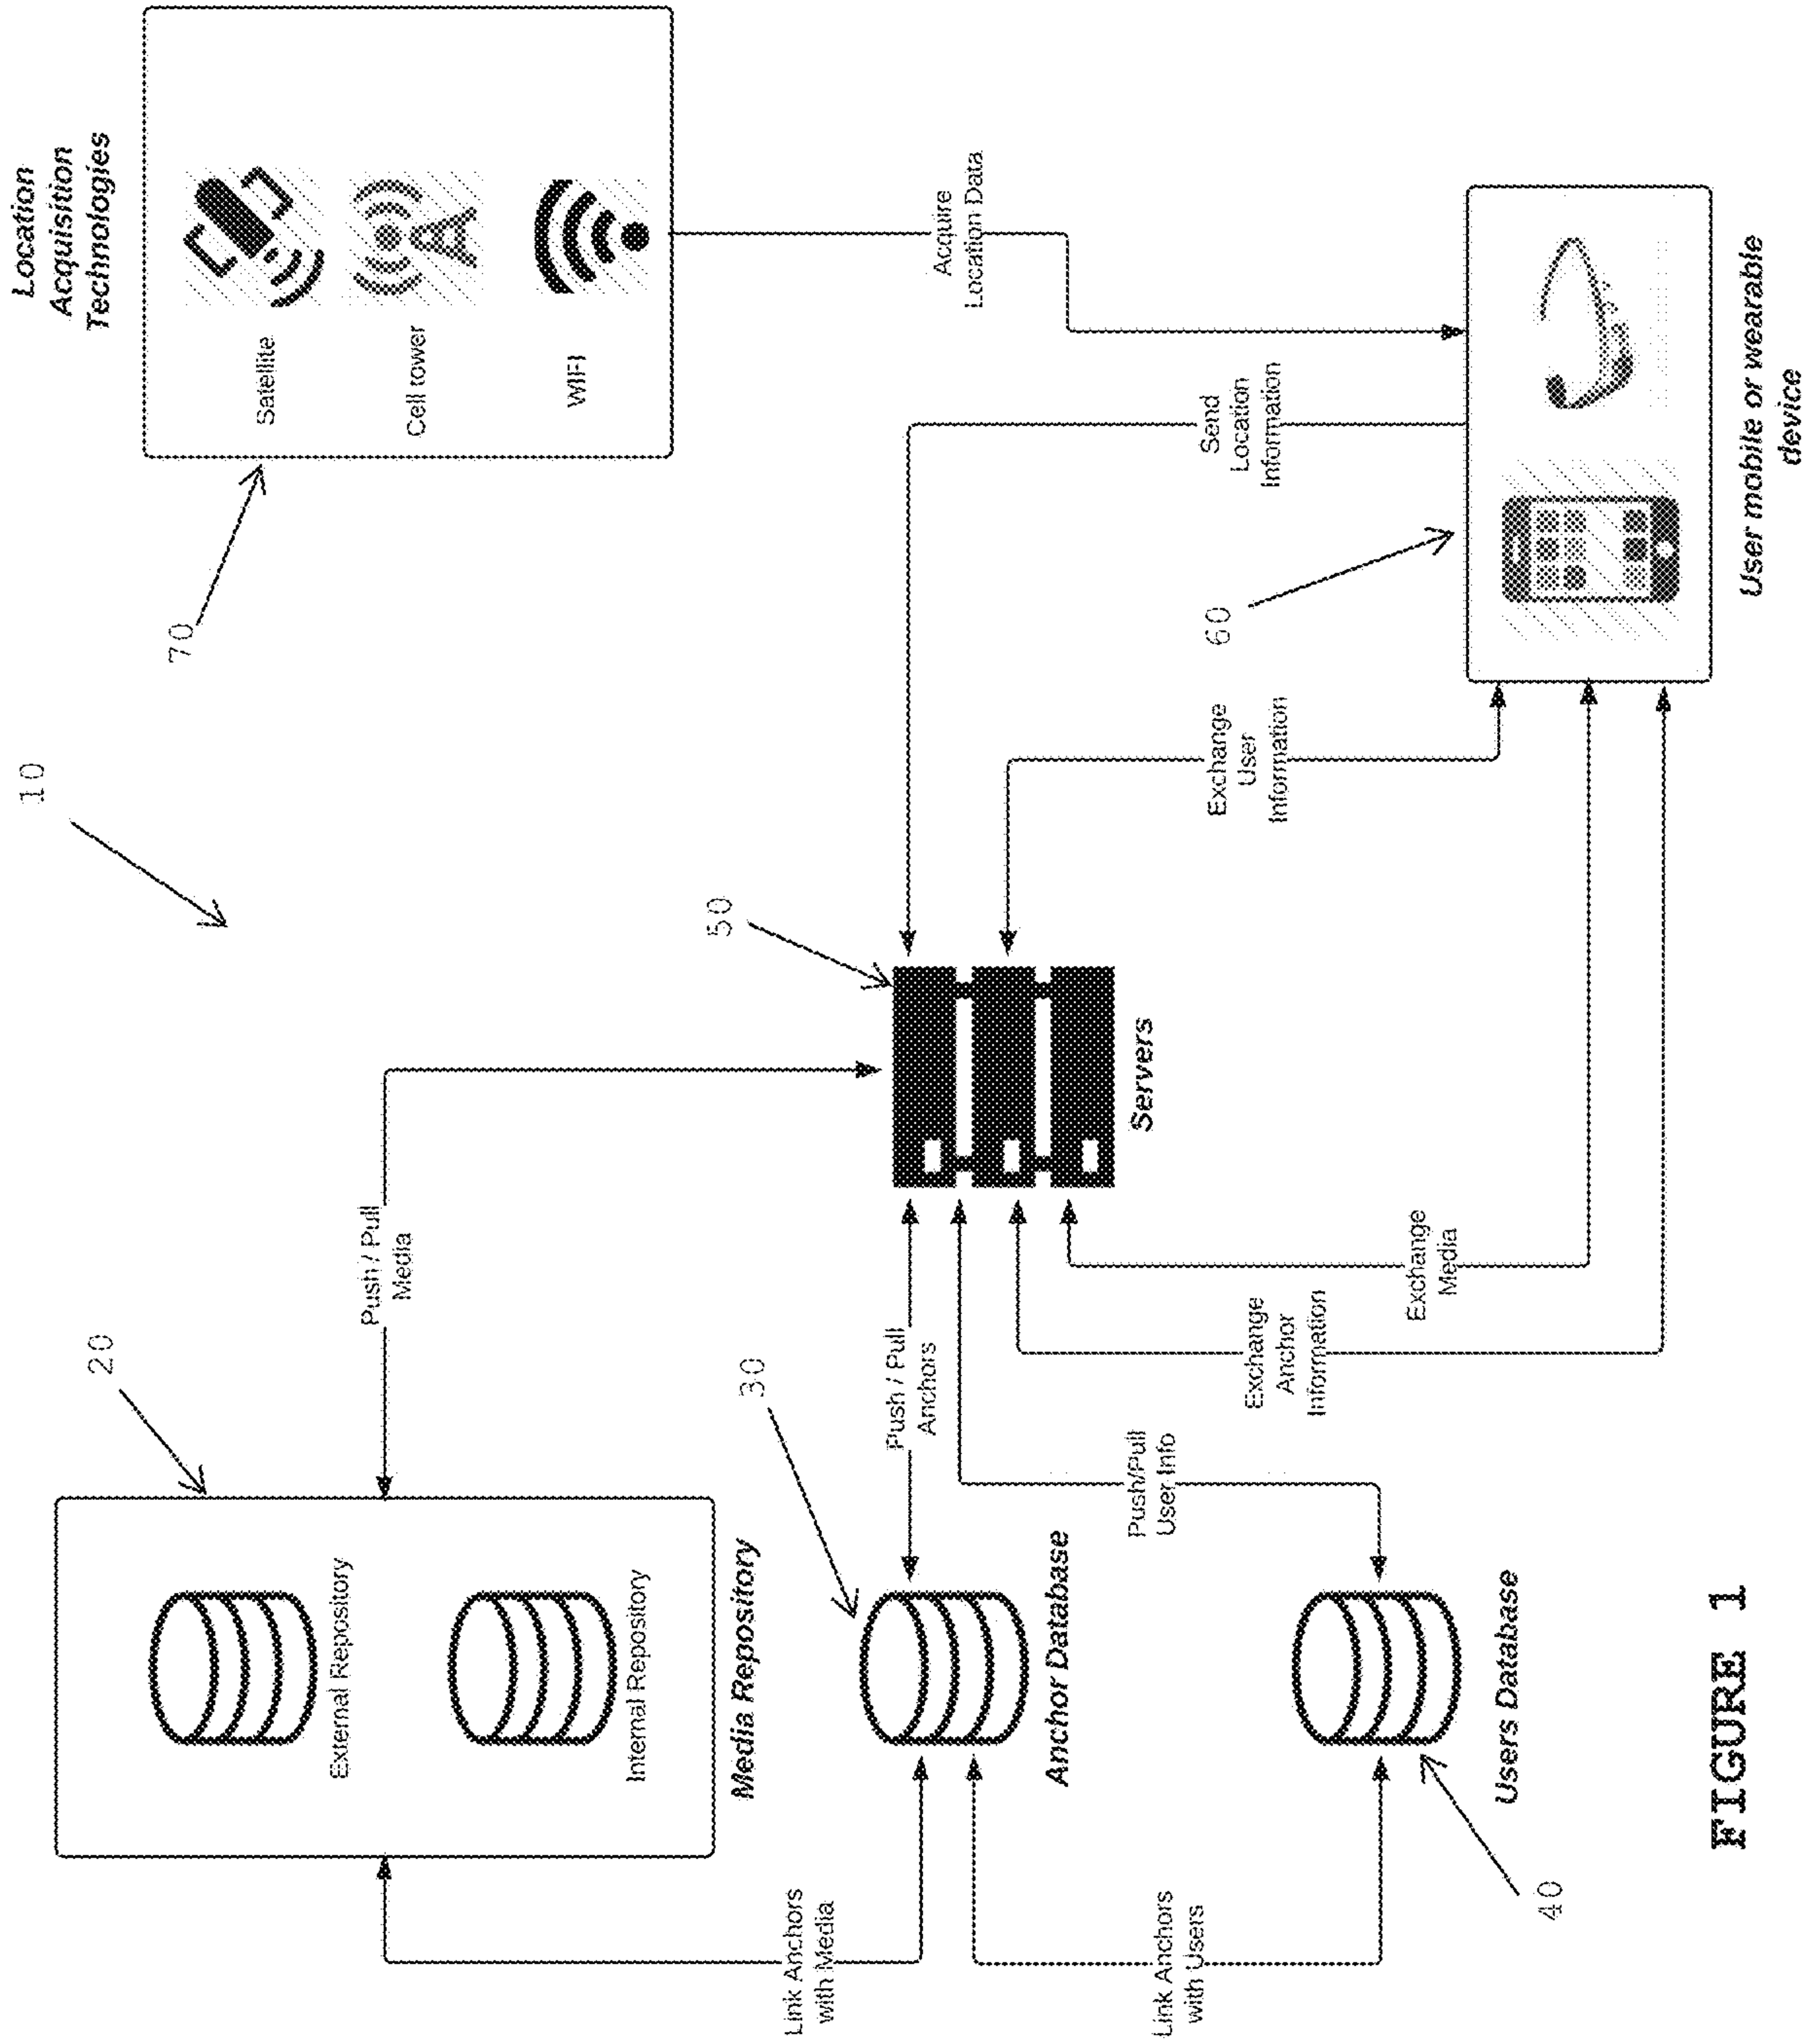 10
20
External Repository
Internal Repository
Media Repository
Push / Pull
Media
Location
Acquisition
Technologies
Satellite
Cell tower
WIFI
70
Link Anchors
with Media
30
Anchor Database
Push / Pull
Anchors
50
Servers
Acquire
Location Data
Send
Location
Information
Link Anchors
with Users
Push/Pull
User Info
Exchange
Anchor
Information
Exchange
Media
Exchange
User
Information
60
40
Users Database
User mobile or wearable
device
FIGURE 1